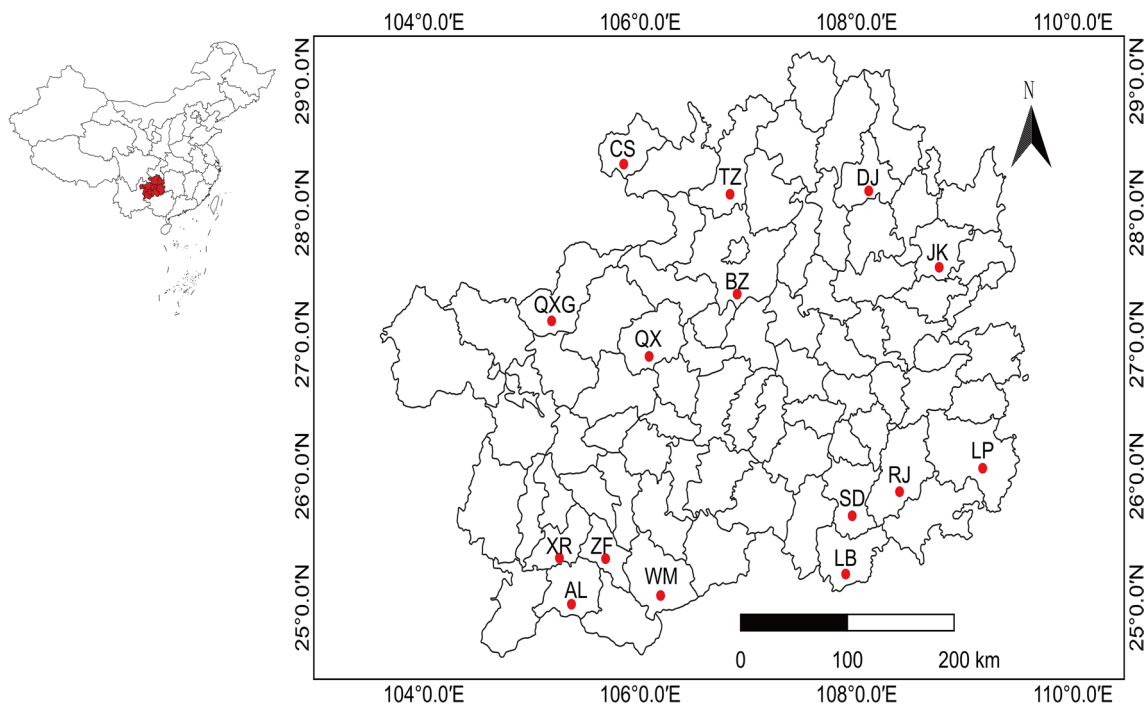 104°0.0′E 106°0.0′E 108°0.0′E 110°0.0′E
29°0.0′N
28°0.0′N
27°0.0′N
26°0.0′N
25°0.0′N
N
CS
TZ
DJ
JK
BZ
QXG
QX
LP
RJ
SD
XR
ZF
LB
WM
AL
0 100 200 km
29°0.0′N
28°0.0′N
27°0.0′N
26°0.0′N
25°0.0′N
104°0.0′E 106°0.0′E 108°0.0′E 110°0.0′E